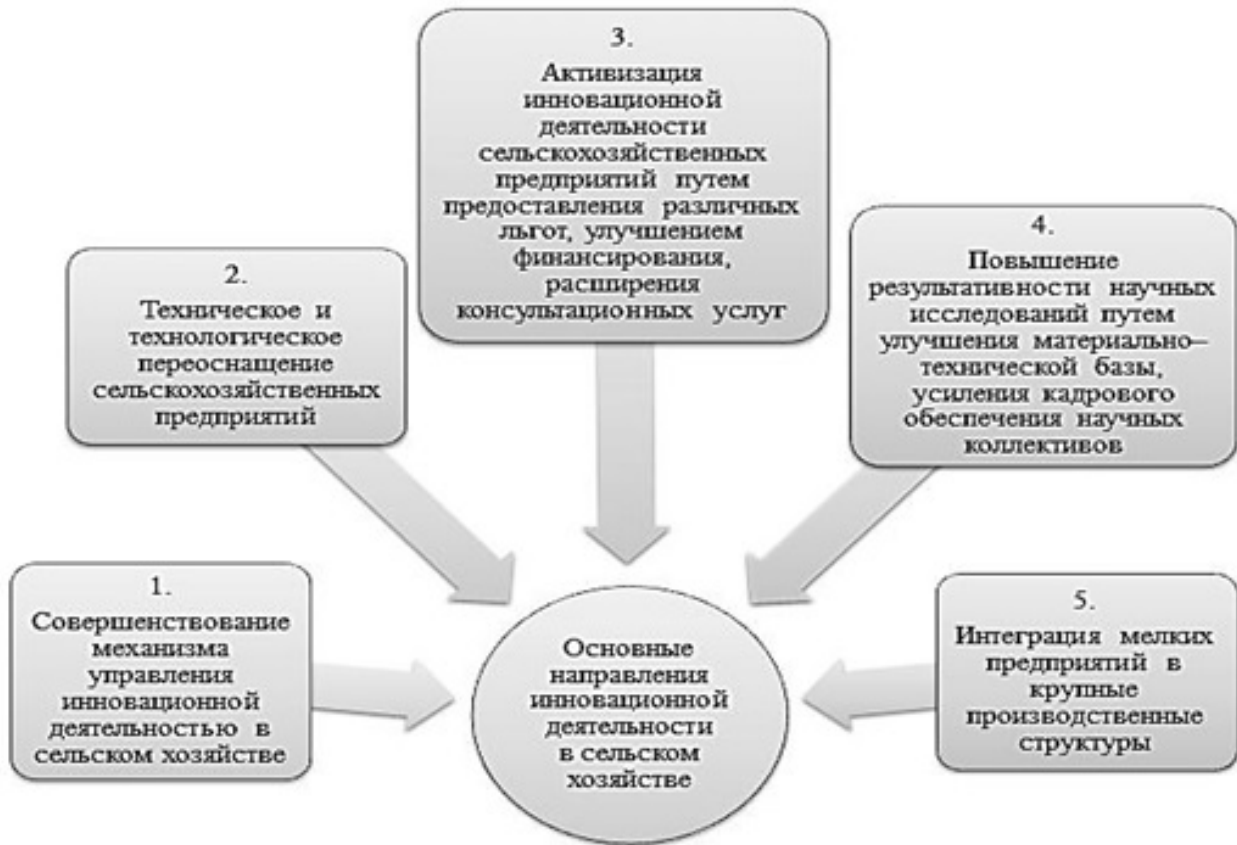 1.
Совершенствование
механизма
управления
инновационной
деятельностью в
сельском хозяйстве
2.
Техническое и
технологическое
переоснащение
сельскохозяйственных
предприятий
3.
Активизация
инновационной
деятельности
сельскохозяйственных
предприятий путем
предоставления различных
льгот, улучшением
финансирования,
расширения
консультационных услуг
4.
Повышение
результативности научных
исследований путем
улучшения материально–
технической базы,
усиления кадрового
обеспечения научных
коллективов
5.
Интеграция мелких
предприятий в
крупные
производственные
структуры
Основные
направления
инновационной
деятельности
в сельском
хозяйстве